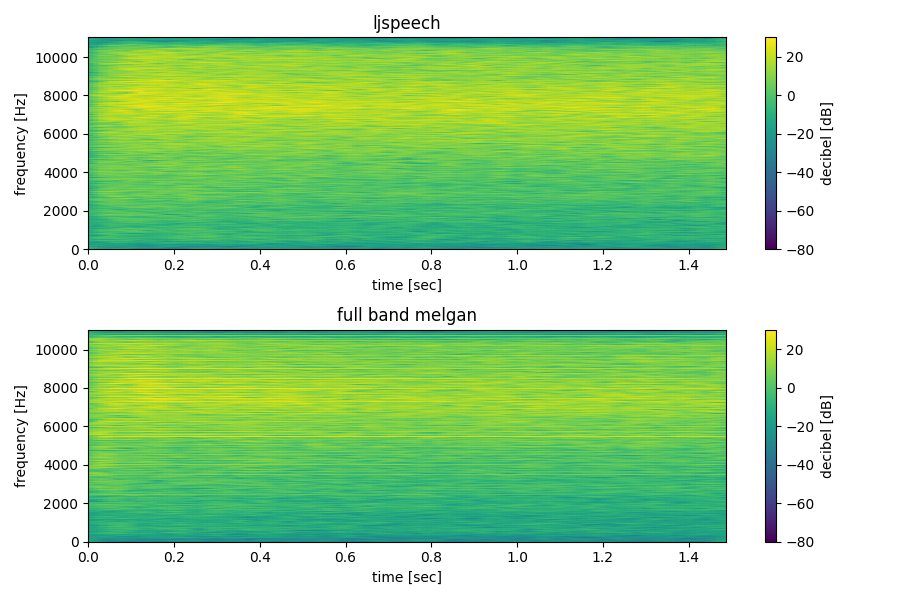 ljspeech
10000
8000
6000
4000
2000
0
frequency [Hz]
0.0 0.2 0.4 0.6 0.8 1.0 1.2 1.4
time [sec]
20
0
−20
−40
−60
−80
decibel [dB]
full band melgan
10000
8000
6000
4000
2000
0
frequency [Hz]
0.0 0.2 0.4 0.6 0.8 1.0 1.2 1.4
time [sec]
20
0
−20
−40
−60
−80
decibel [dB]